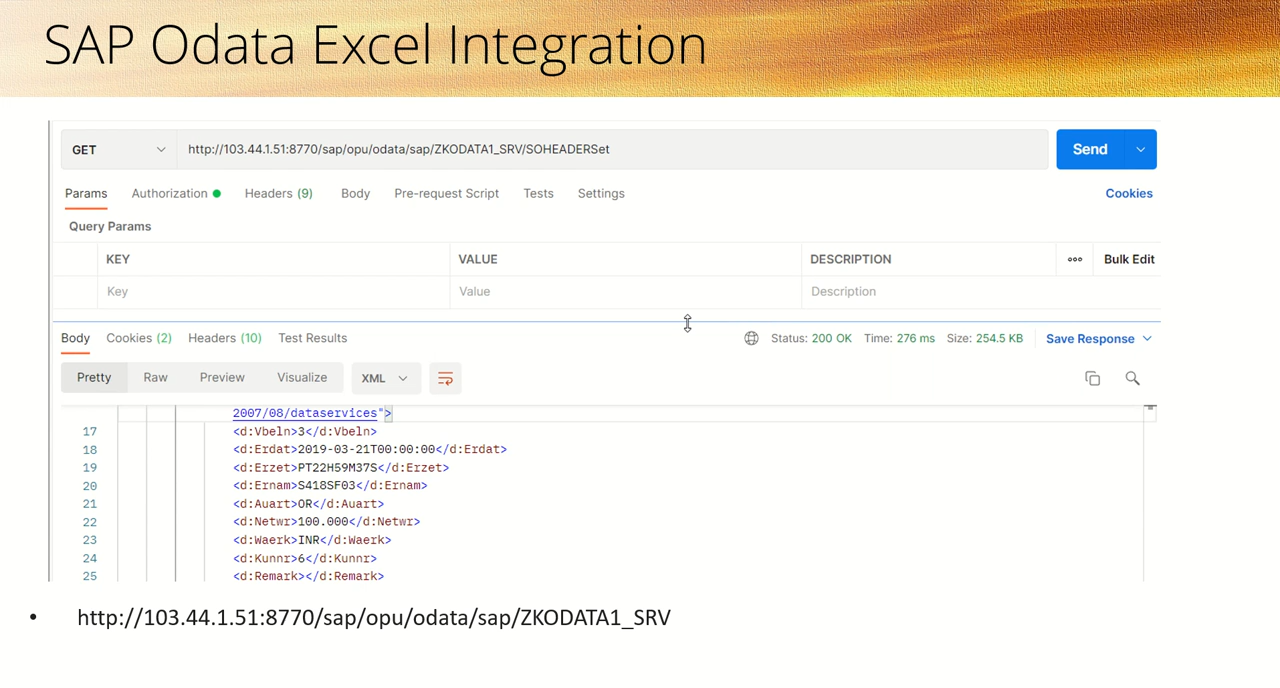 SAP Odata Excel Integration
GET http://103.44.1.51:8770/sap/opu/odata/sap/ZKODATA1_SRV/SOHEADERSet Send
Params Authorization Headers (9) Body Pre-request Script Tests Settings Cookies
Query Params
KEY VALUE DESCRIPTION ooo Bulk Edit
Key Value Description
Body Cookies (2) Headers (10) Test Results Status: 200 OK Time: 276 ms Size: 254.5 KB Save Response
Pretty Raw Preview Visualize XML
2007/08/dataservices">
17 <d:Vbeln>3</d:Vbeln>
18 <d:Erdat>2019-03-21T00:00:00</d:Erdat>
19 <d:Erzet>PT22H59M37S</d:Erzet>
20 <d:Ernam>S418SF03</d:Ernam>
21 <d:Auart>OR</d:Auart>
22 <d:Netwr>100.000</d:Netwr>
23 <d:Waerk>INR</d:Waerk>
24 <d:Kunnr>6</d:Kunnr>
25 <d:Remark></d:Remark>
• http://103.44.1.51:8770/sap/opu/odata/sap/ZKODATA1_SRV